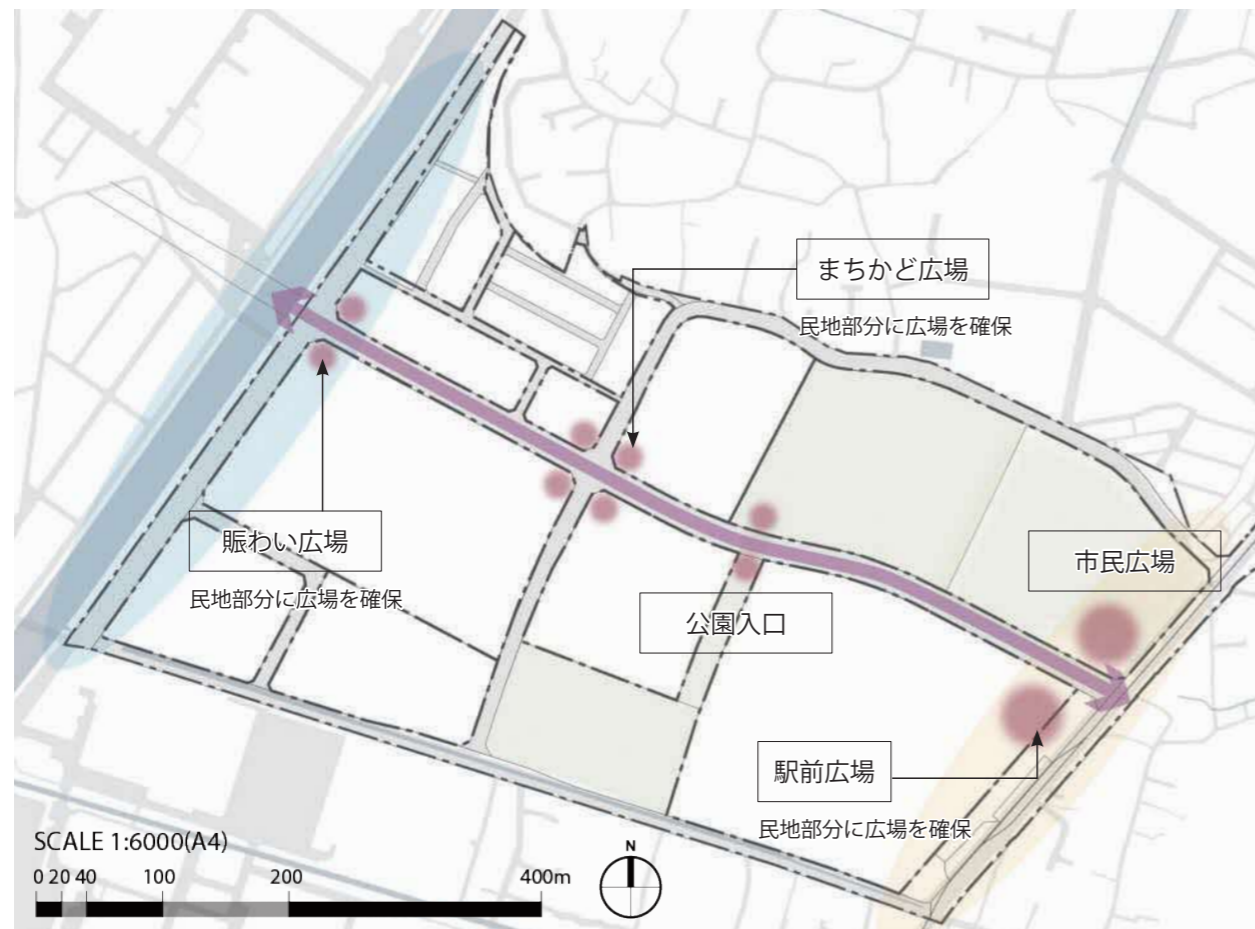 まちかど広場
民地部分に広場を確保
賑わい広場
民地部分に広場を確保
市民広場
公園入口
駅前広場
民地部分に広場を確保
SCALE 1:6000(A4)
0 20 40 100 200 400m
N